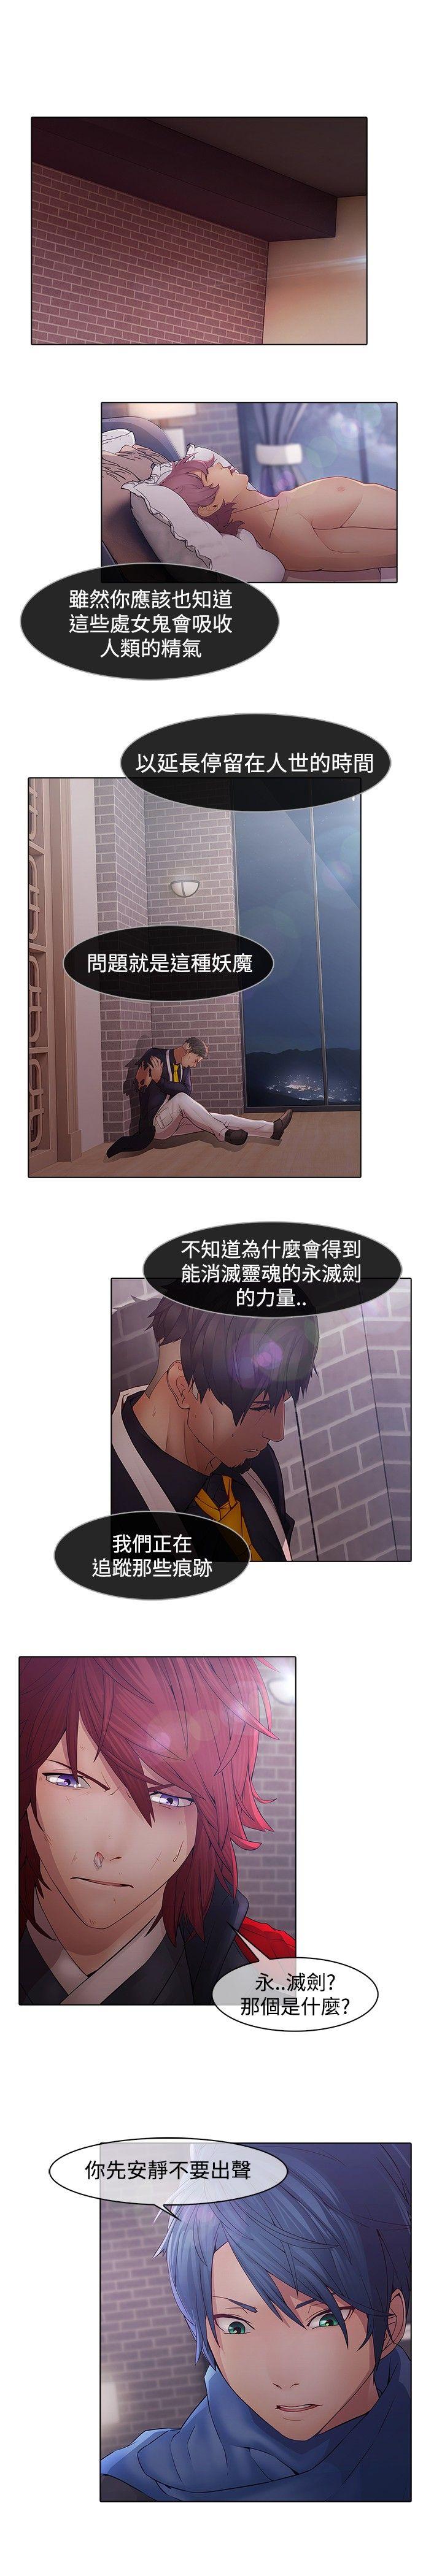 雖然你應該也知道
這些處女鬼會吸收
人類的精氣
以延長停留在人世的時間
問題就是這種妖魔
不知道為什麼會得到
能消滅靈魂的永滅劍
的力量..
我們正在
追蹤那些痕跡
永..滅劍?
那個是什麼?
你先安靜不要出聲